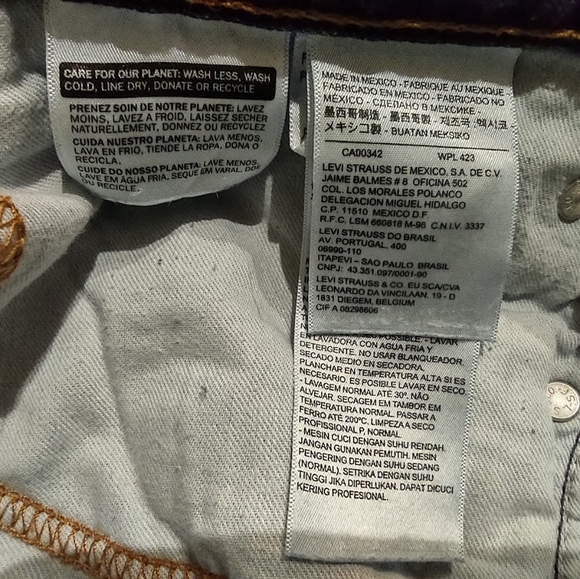 CARE FOR OUR PLANET: WASH LESS, WASH
COLD, LINE DRY, DONATE OR RECYCLE
PRENEZ SOIN DE NOTRE PLANETE: LAVEZ
MOINS, LAVEZ A FROID, LAISSEZ SECHER
NATURELLEMENT, DONNEZ OU RECYCLEZ
CUIDA NUESTRO PLANETA: LAVA MENOS,
LAVA EN FRIO, TIENDE LA ROPA, DONA O
RECICLA.
CUIDE DO NOSSO PLANETA: LAVE MENOS,
LAVE EM ÁGUA FRIA, SEQUE EM VARAL, DOE
OU RECICLE.
MADE IN MEXICO - FABRIQUE AU MEXIQUE
FABRICADO EN MEXICO - FABRICADO NO
MÉXICO - СДЕЛАНО В МЕКСИКЕ -
墨西哥制造 - 墨西哥製造 - 제조국: 멕시코
メキシコ製 - BUATAN MEKSIKO
CA00342 WPL 423
LEVI STRAUSS DE MEXICO, S.A. DE C.V.
JAIME BALMES # 8 OFICINA 502
COL. LOS MORALES POLANCO
DELEGACION MIGUEL HIDALGO
C.P. 11510 MEXICO D.F.
R.F.C. LSM 660818 M-96 C.N.I.V. 3337
LEVI STRAUSS DO BRASIL
AV. PORTUGAL, 400
06990-110
ITAPEVI - SAO PAULO BRASIL
CNPJ: 43.351.097/0001-90
LEVI STRAUSS & CO. EU SCA/CVA
LEONARDO DA VINCILAAN, 19 - D
1831 DIEGEM, BELGIUM
CIF A 08298606
POSIBLE. - LAVAR
EN LAVADORA CON AGUA FRIA Y
DETERGENTE. NO USAR BLANQUEADOR.
SECADO MEDIO EN SECADORA.
PLANCHAR EN TEMPERATURA ALTA SI ES
NECESARIO. ES POSIBLE LAVAR EN SECO
- LAVAGEM NORMAL ATÉ 30º. NÃO
ALVEJAR. SECAGEM EM TAMBOR EM
TEMPERATURA NORMAL. PASSAR A
FERRO ATÉ 200ºC. LIMPEZA A SECO
PROFISSIONAL P. NORMAL.
- MESIN CUCI DENGAN SUHU RENDAH.
JANGAN GUNAKAN PEMUTIH. MESIN
PENGERING DENGAN SUHU SEDANG
(NORMAL). SETRIKA DENGAN SUHU
TINGGI JIKA DIPERLUKAN. DAPAT DICUCI
KERING PROFESIONAL.